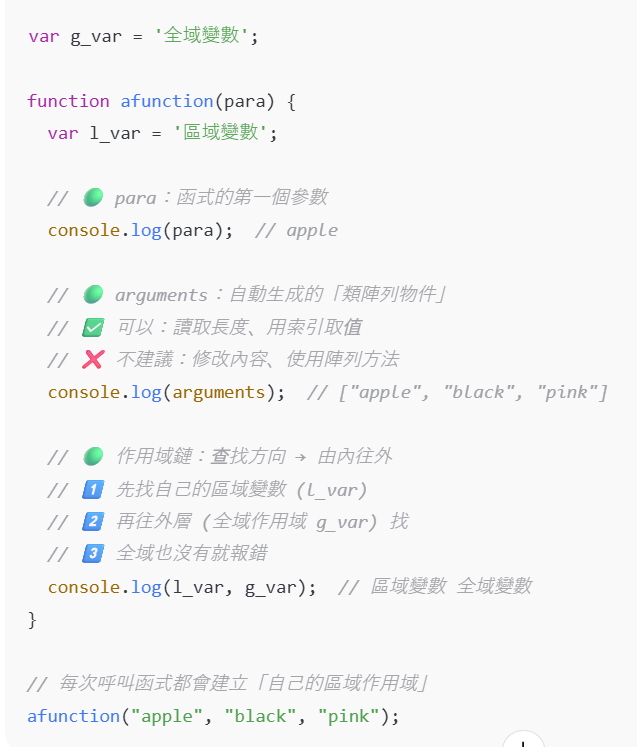 var g_var = '全域變數';
function afunction(para) {
var l_var = '區域變數';
// 🟢 para：函式的第一個參數
console.log(para);  // apple
// 🟢 arguments：自動生成的「類陣列物件」
// ✅ 可以：讀取長度、用索引取值
// ❌ 不建議：修改內容、使用陣列方法
console.log(arguments);  // ["apple", "black", "pink"]
// 🟢 作用域鏈：查找方向 → 由內往外
// 1️⃣ 先找自己的區域變數 (l_var)
// 2️⃣ 再往外層 (全域作用域 g_var) 找
// 3️⃣ 全域也沒有就報錯
console.log(l_var, g_var);  // 區域變數 全域變數
}
// 每次呼叫函式都會建立「自己的區域作用域」
afunction("apple", "black", "pink");